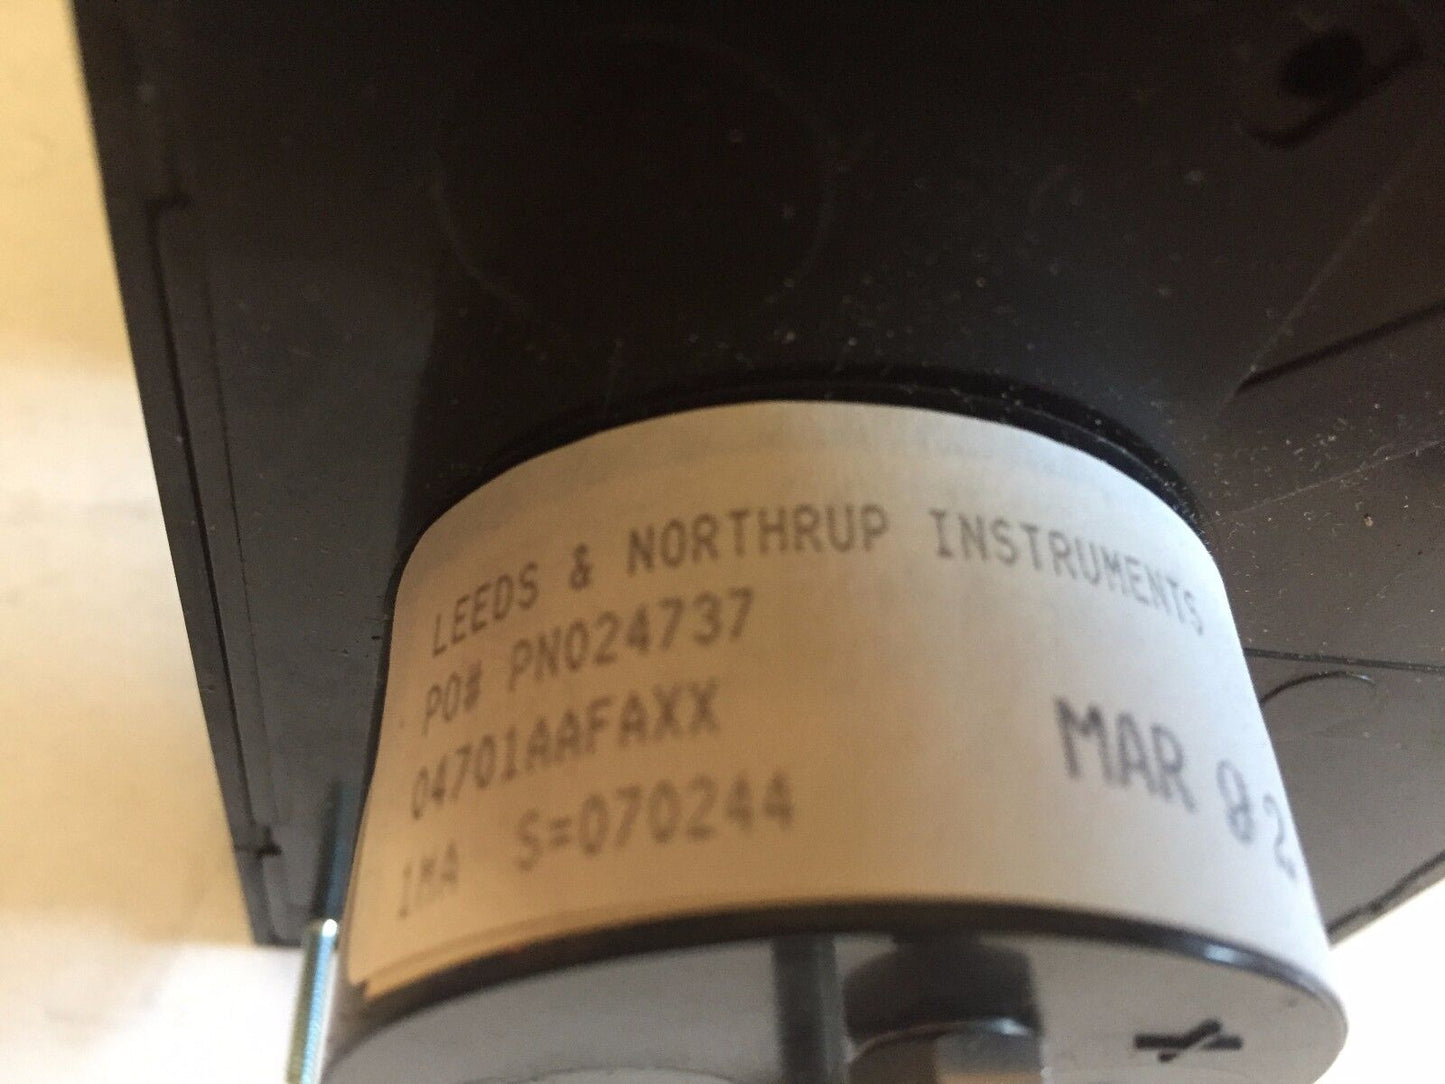 LEEDS & NORTHRUP INSTRUMENTS
PO# PN024737
04701AAFAXX
1MA S=070244
MAR 82
+